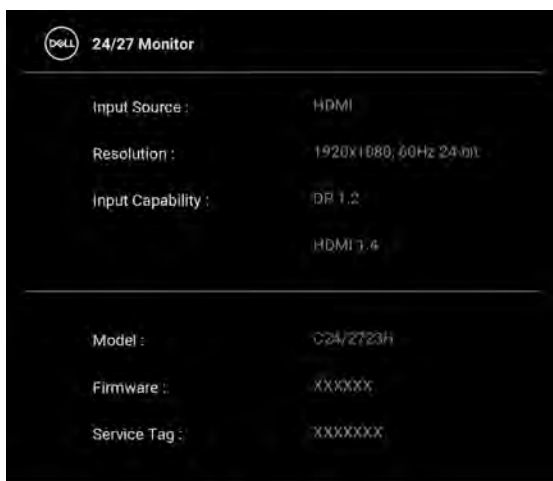 DELL 24/27 Monitor
Input Source : HDMI
Resolution : 1920x1080, 60Hz 24-bit
Input Capability : DP 1.2
HDMI 1.4
Model : C24/2723H
Firmware : XXXXXX
Service Tag : XXXXXXX